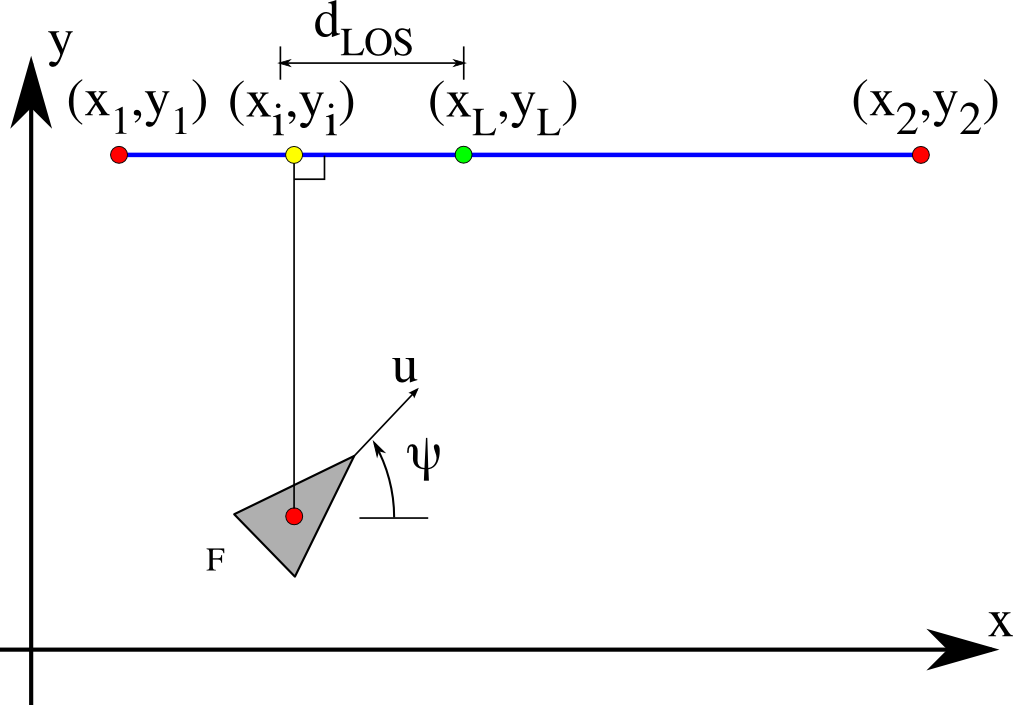 d_LOS
y
(x_1,y_1) (x_i,y_i) (x_L,y_L) (x_2,y_2)
u
ψ
F
x